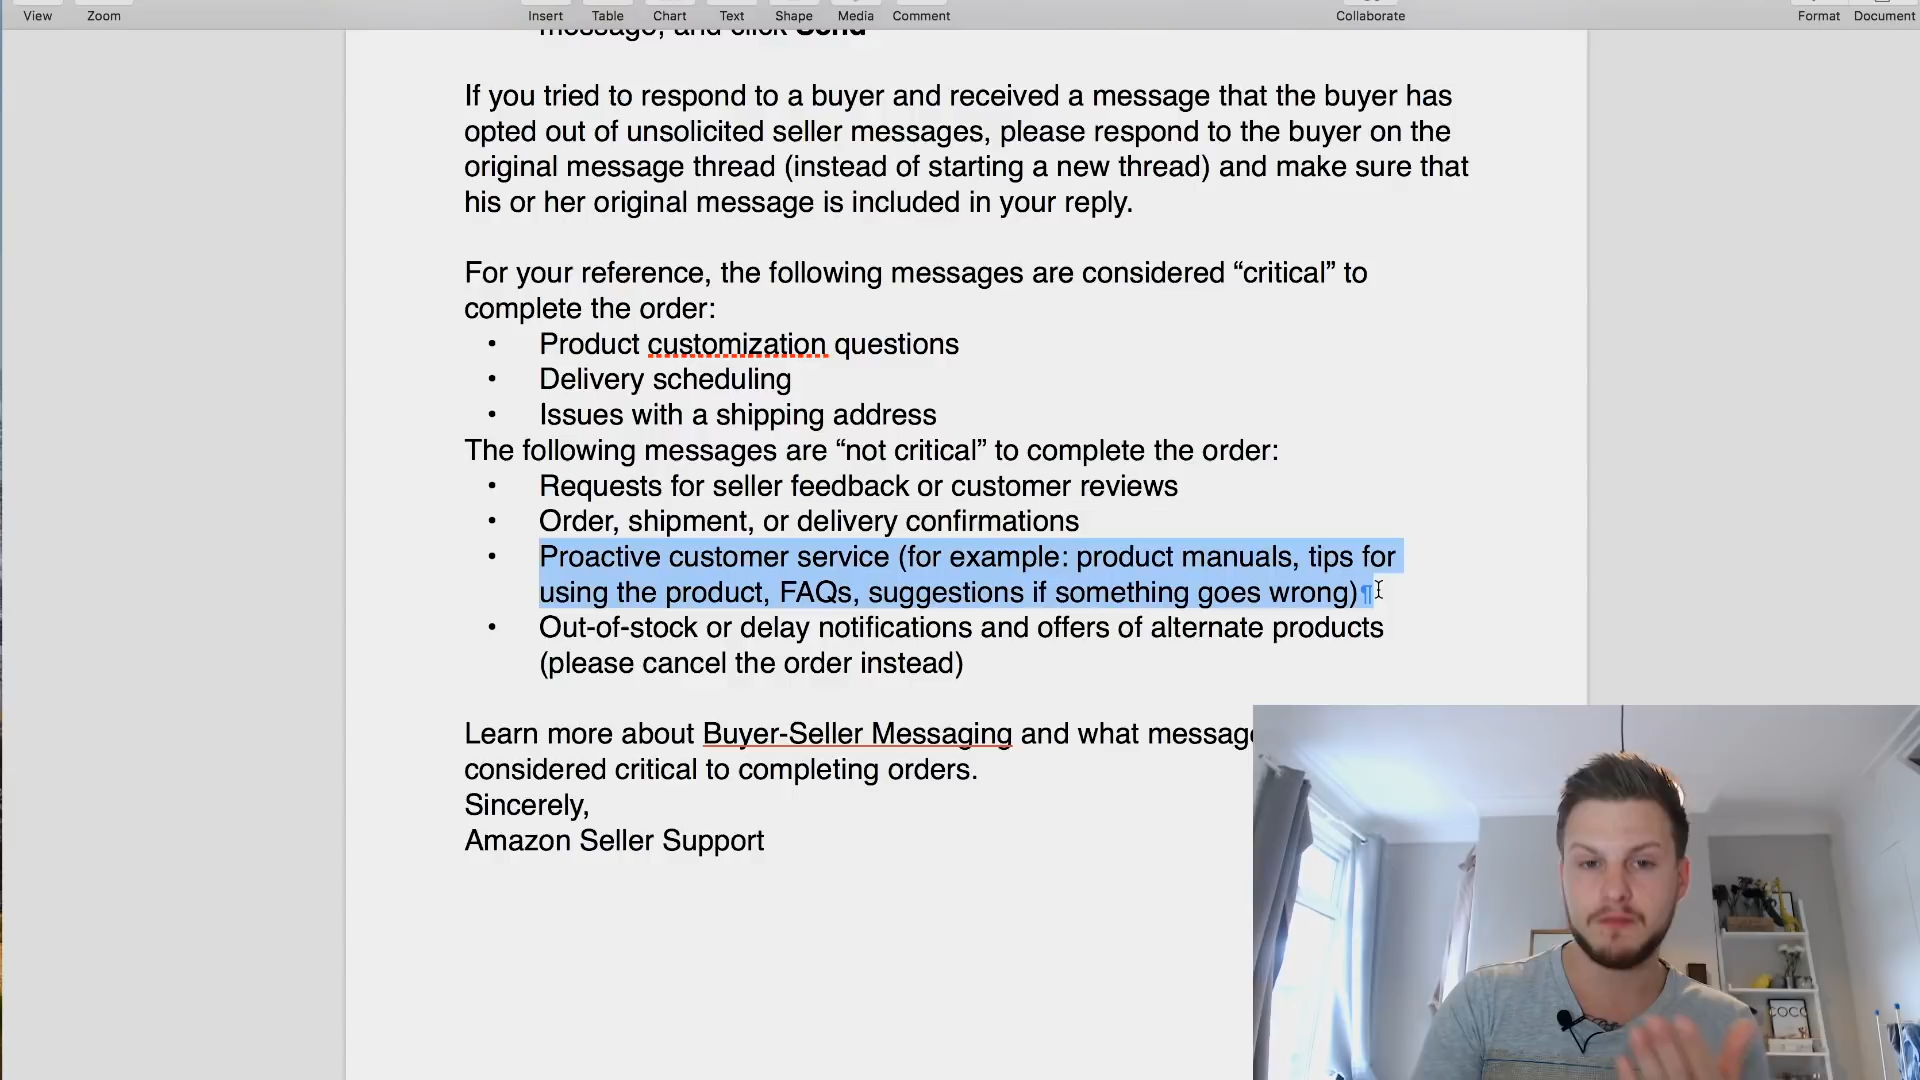 View
Zoom
Insert
Table
Chart
Text
Shape
Media
Comment
Collaborate
Format
Document
message, and click Send
If you tried to respond to a buyer and received a message that the buyer has
opted out of unsolicited seller messages, please respond to the buyer on the
original message thread (instead of starting a new thread) and make sure that
his or her original message is included in your reply.
For your reference, the following messages are considered “critical” to
complete the order:
• Product customization questions
• Delivery scheduling
• Issues with a shipping address
The following messages are “not critical” to complete the order:
• Requests for seller feedback or customer reviews
• Order, shipment, or delivery confirmations
• Proactive customer service (for example: product manuals, tips for
using the product, FAQs, suggestions if something goes wrong)¶
• Out-of-stock or delay notifications and offers of alternate products
(please cancel the order instead)
Learn more about Buyer-Seller Messaging and what
considered critical to completing orders.
Sincerely,
Amazon Seller Support
COCO